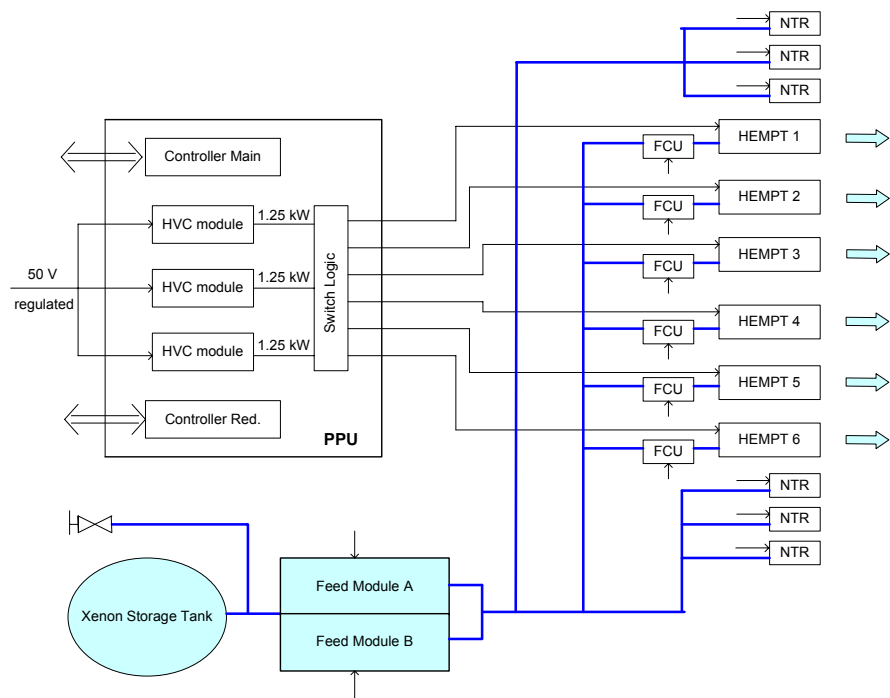 NTR
NTR
NTR
HEMPT 1
FCU
Controller Main
HEMPT 2
FCU
HVC module
1.25 kW
HEMPT 3
FCU
50 V
regulated
HVC module
1.25 kW
Switch Logic
HEMPT 4
FCU
HVC module
1.25 kW
HEMPT 5
FCU
Controller Red.
PPU
HEMPT 6
FCU
NTR
NTR
NTR
Feed Module A
Xenon Storage Tank
Feed Module B